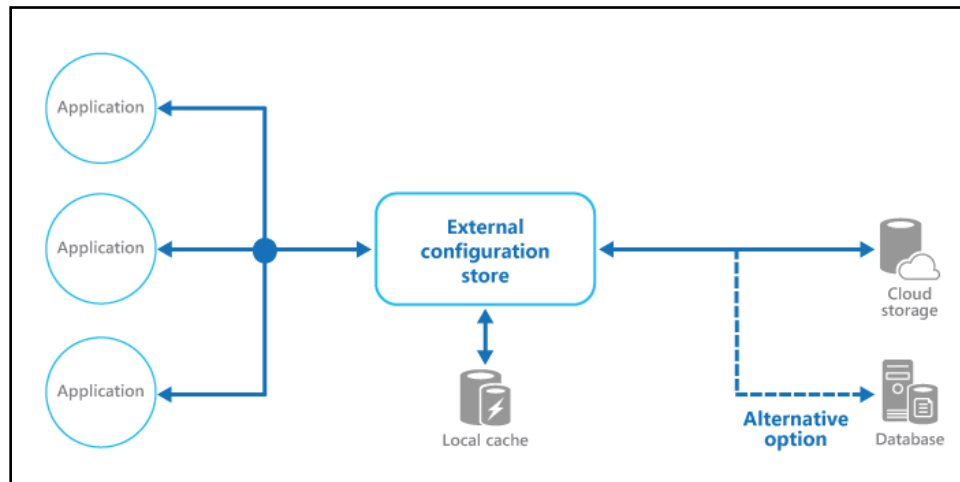 Application
Application
Application
External
configuration
store
Local cache
Cloud
storage
Alternative
option
Database